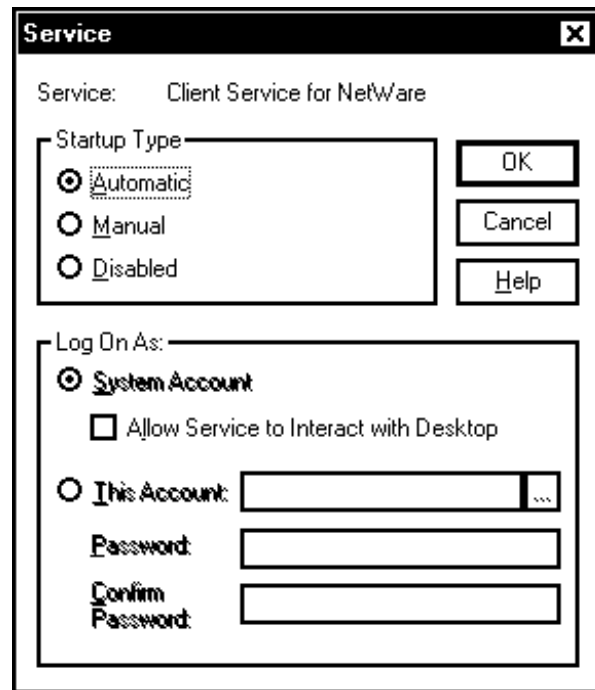 Service
Service: Client Service for NetWare
Startup Type
Automatic
Manual
Disabled
OK
Cancel
Help
Log On As:
System Account
Allow Service to Interact with Desktop
This Account: ...
Password:
Confirm
Password: